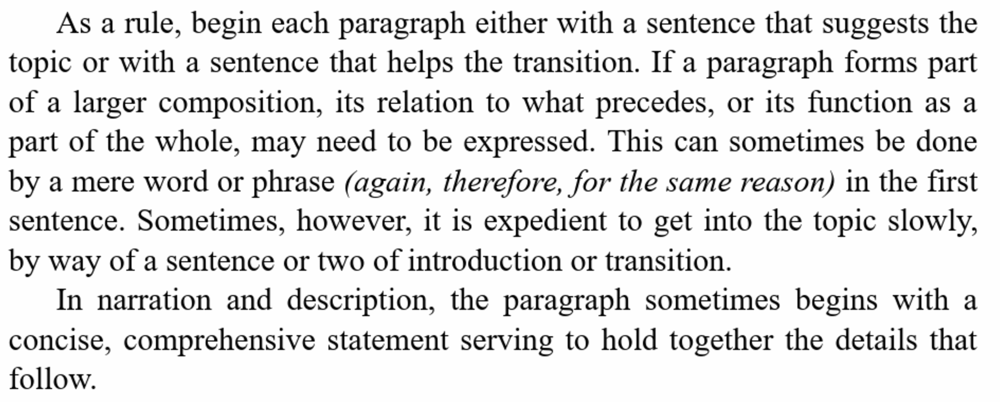 As a rule, begin each paragraph either with a sentence that suggests the
topic or with a sentence that helps the transition. If a paragraph forms part
of a larger composition, its relation to what precedes, or its function as a
part of the whole, may need to be expressed. This can sometimes be done
by a mere word or phrase (again, therefore, for the same reason) in the first
sentence. Sometimes, however, it is expedient to get into the topic slowly,
by way of a sentence or two of introduction or transition.
In narration and description, the paragraph sometimes begins with a
concise, comprehensive statement serving to hold together the details that
follow.